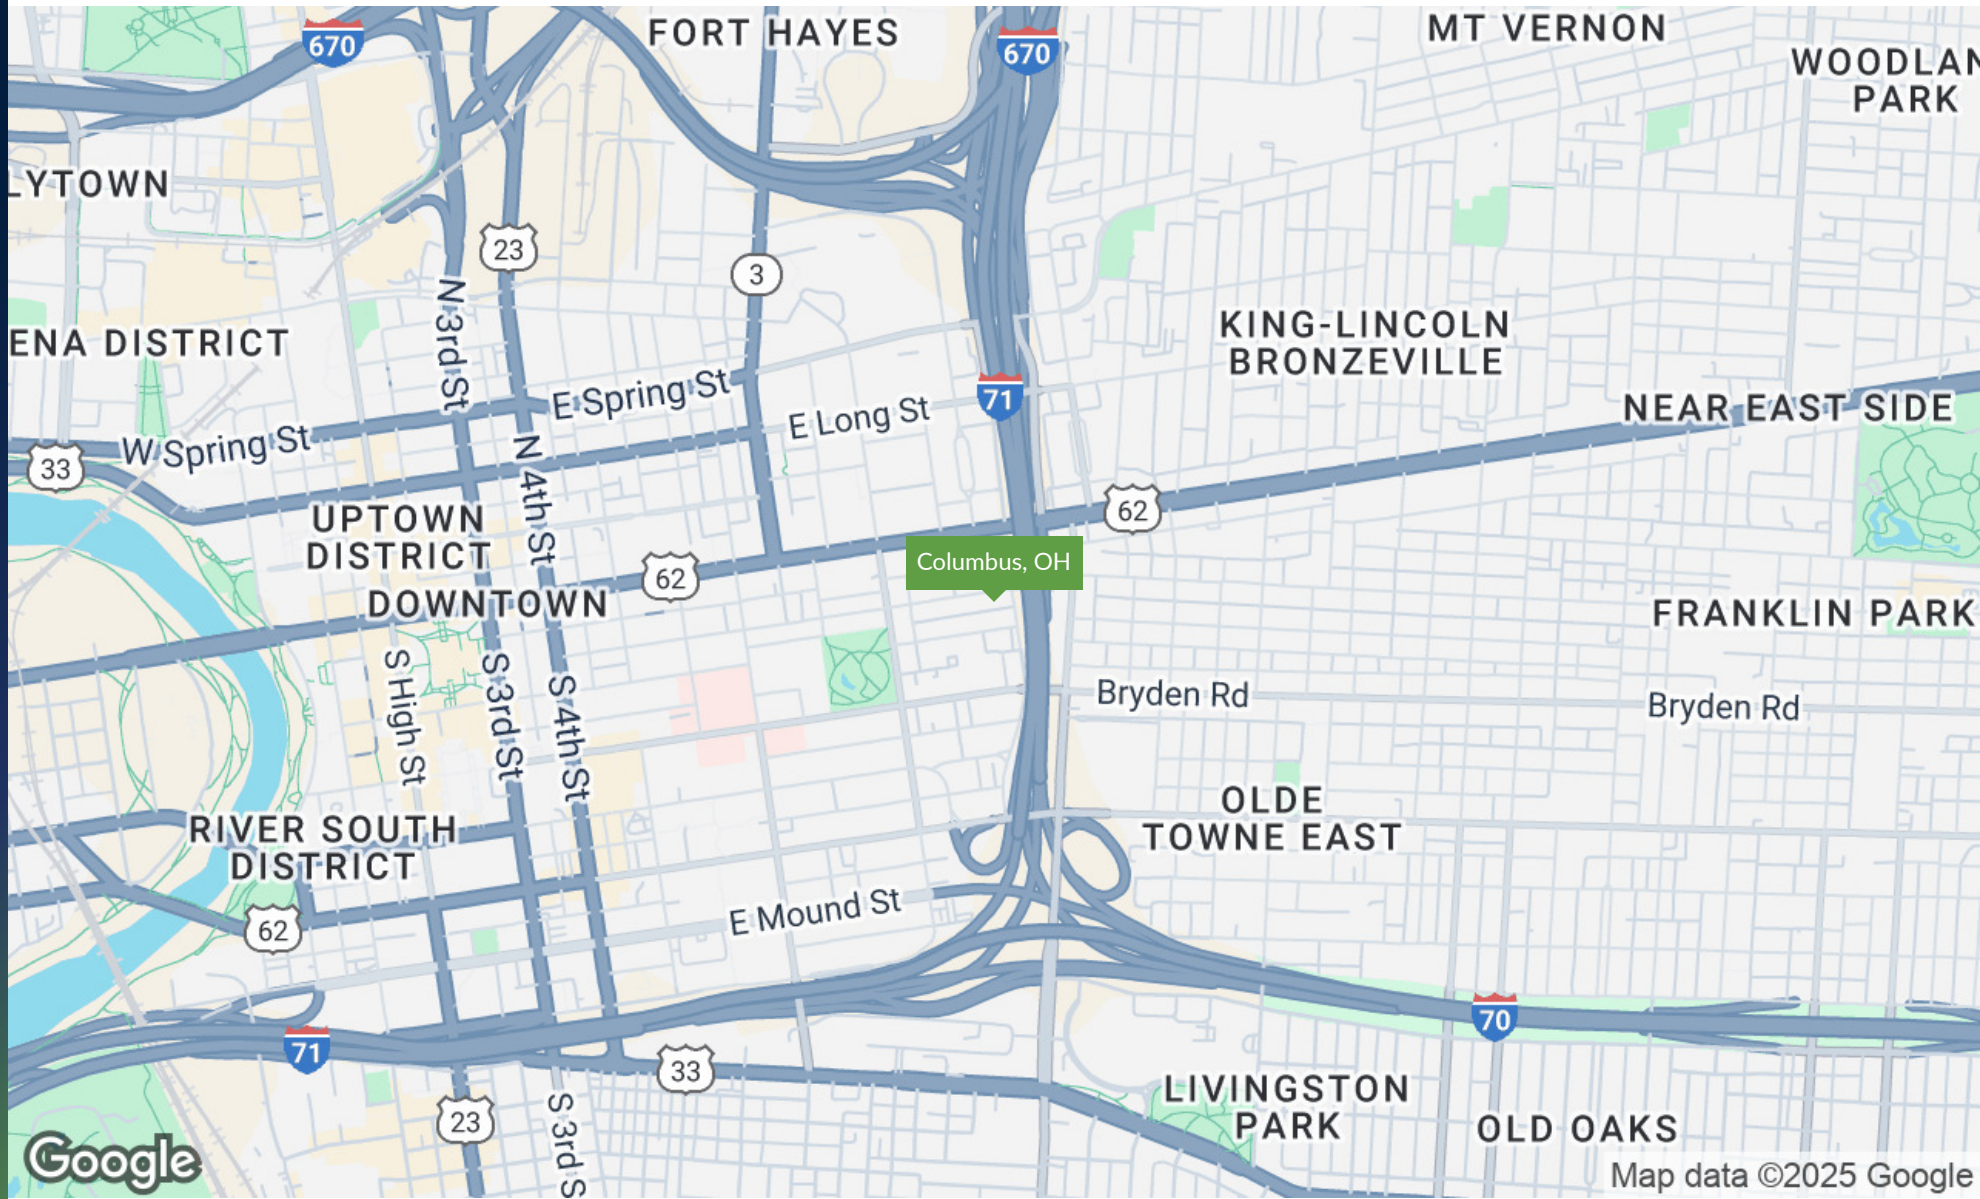 FORT HAYES
MT VERNON
670
670
WOODLAN
PARK
LYTOWN
23
3
N 3rd St
ENA DISTRICT
KING-LINCOLN
BRONZEVILLE
E Spring St
71
E Long St
NEAR EAST SIDE
W Spring St
33
N 4th St
62
UPTOWN
DISTRICT
62
Columbus, OH
DOWNTOWN
FRANKLIN PARK
S High St
S 3rd St
S 4th St
Bryden Rd
Bryden Rd
OLDE
TOWNE EAST
RIVER SOUTH
DISTRICT
E Mound St
62
70
71
33
23
S 3rd S
LIVINGSTON
PARK
OLD OAKS
Google
Map data ©2025 Google